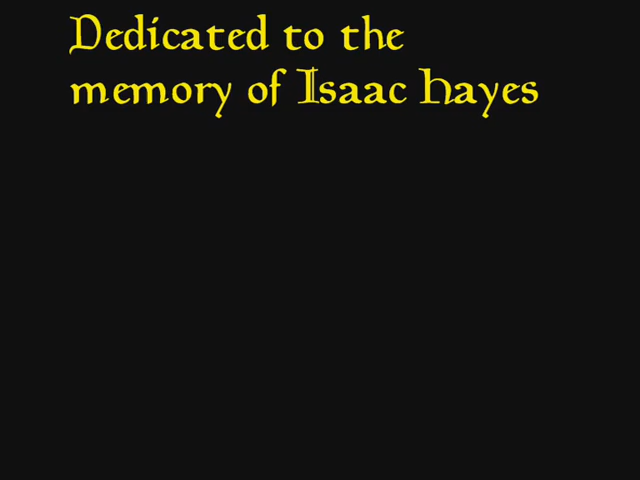 Dedicated to the
memory of Isaac Hayes